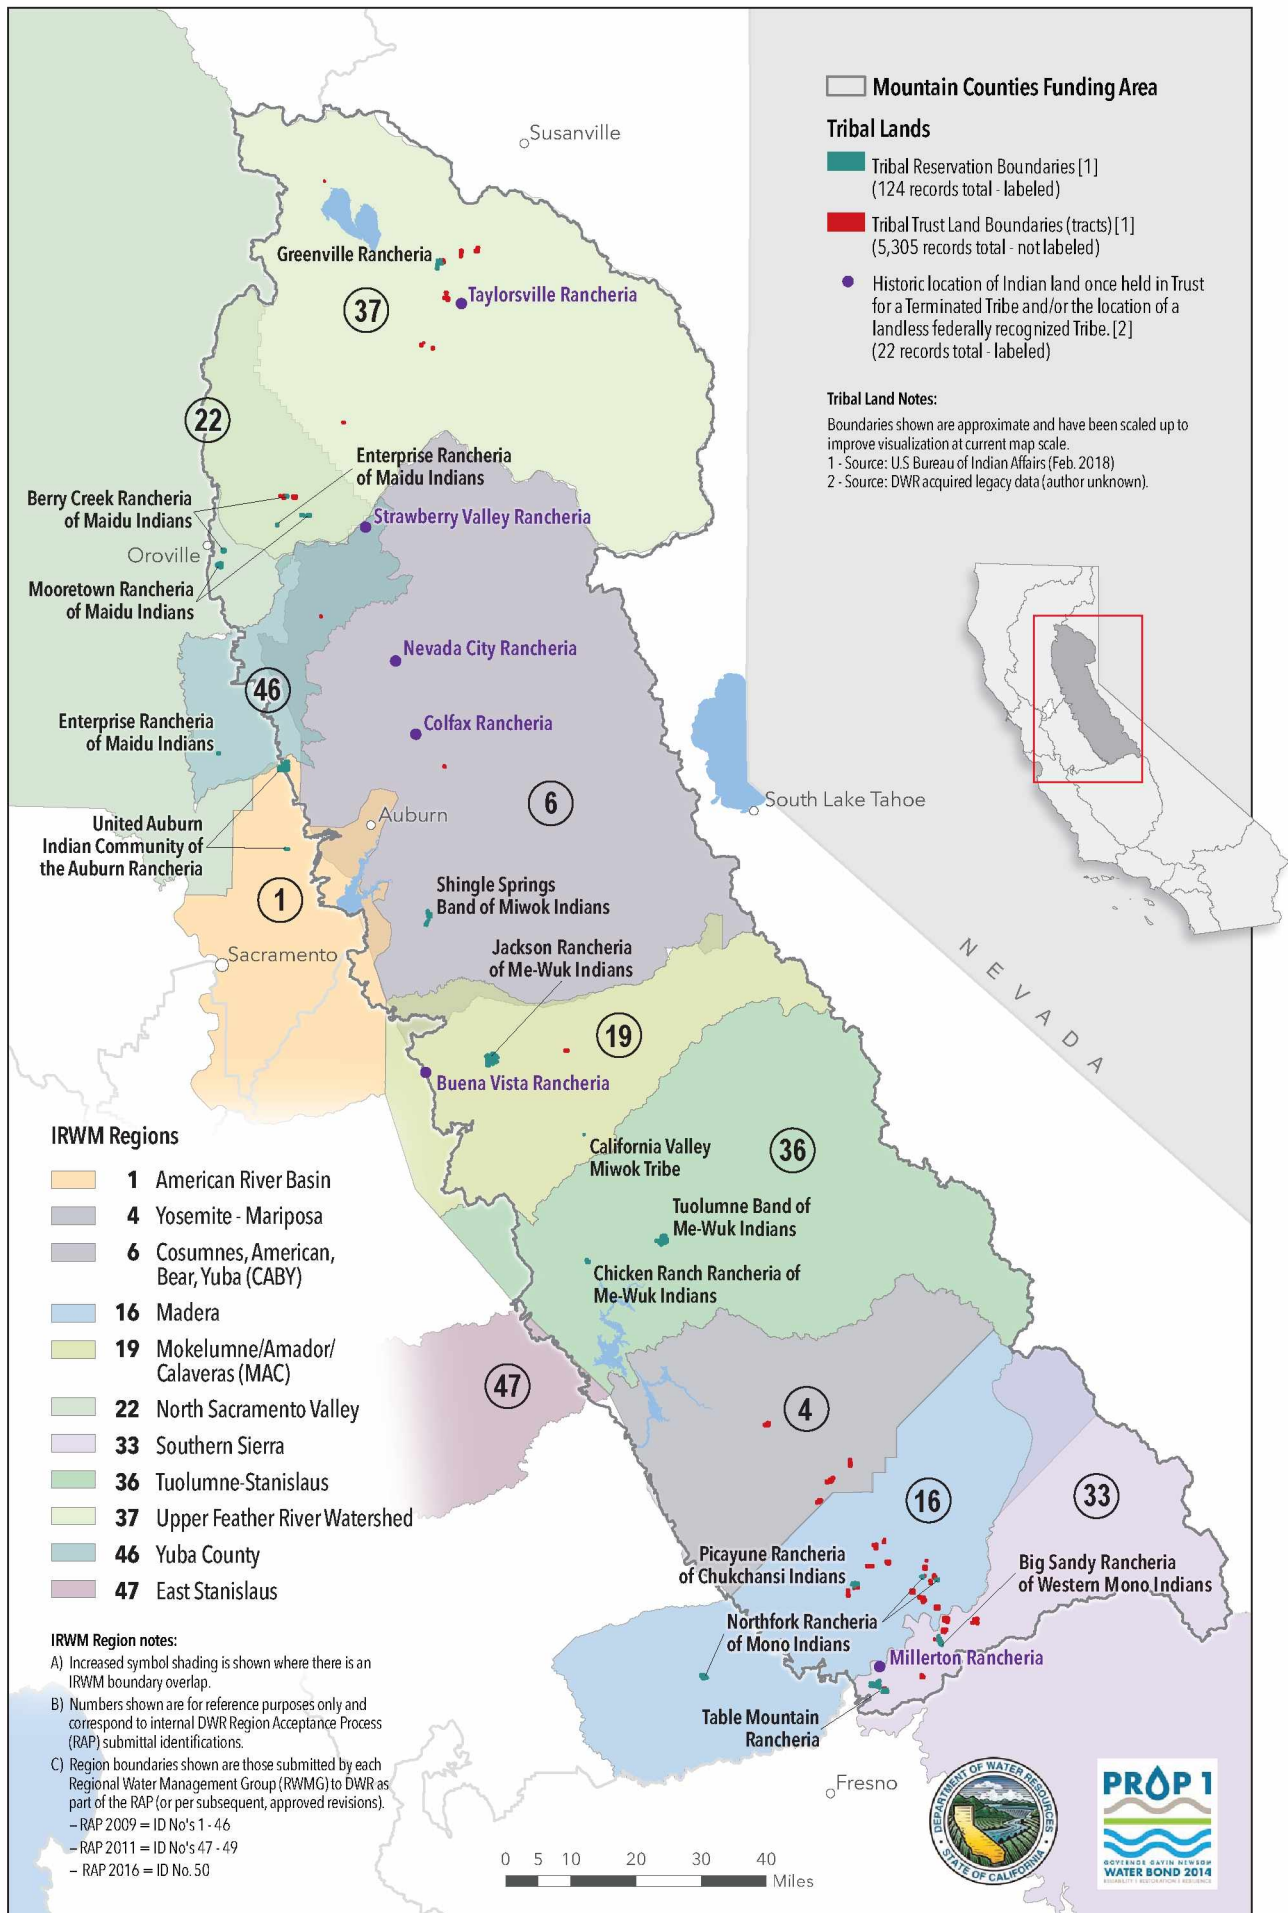 Susanville
Greenville Rancheria
Taylorsville Rancheria
37
22
Enterprise Rancheria
of Maidu Indians
Berry Creek Rancheria
of Maidu Indians
Strawberry Valley Rancheria
Oroville
Mooretown Rancheria
of Maidu Indians
Nevada City Rancheria
46
Enterprise Rancheria
of Maidu Indians
Colfax Rancheria
6
South Lake Tahoe
Auburn
United Auburn
Indian Community of
the Auburn Rancheria
1
Shingle Springs
Band of Miwok Indians
Sacramento
Jackson Rancheria
of Me-Wuk Indians
NEVADA
19
Buena Vista Rancheria
California Valley
Miwok Tribe
36
Tuolumne Band of
Me-Wuk Indians
Chicken Ranch Rancheria of
Me-Wuk Indians
47
4
16
33
Picayune Rancheria
of Chukchansi Indians
Big Sandy Rancheria
of Western Mono Indians
Northfork Rancheria
of Mono Indians
Millerton Rancheria
Table Mountain
Rancheria
Fresno
Mountain Counties Funding Area
Tribal Lands
Tribal Reservation Boundaries [1]
(124 records total - labeled)
Tribal Trust Land Boundaries (tracts) [1]
(5,305 records total - not labeled)
Historic location of Indian land once held in Trust
for a Terminated Tribe and/or the location of a
landless federally recognized Tribe. [2]
(22 records total - labeled)
Tribal Land Notes:
Boundaries shown are approximate and have been scaled up to
improve visualization at current map scale.
1 - Source: U.S Bureau of Indian Affairs (Feb. 2018)
2 - Source: DWR acquired legacy data (author unknown).
IRWM Regions
1 American River Basin
4 Yosemite - Mariposa
6 Cosumnes, American,
Bear, Yuba (CABY)
16 Madera
19 Mokelumne/Amador/
Calaveras (MAC)
22 North Sacramento Valley
33 Southern Sierra
36 Tuolumne-Stanislaus
37 Upper Feather River Watershed
46 Yuba County
47 East Stanislaus
IRWM Region notes:
A) Increased symbol shading is shown where there is an
IRWM boundary overlap.
B) Numbers shown are for reference purposes only and
correspond to internal DWR Region Acceptance Process
(RAP) submittal identifications.
C) Region boundaries shown are those submitted by each
Regional Water Management Group (RWMG) to DWR as
part of the RAP (or per subsequent, approved revisions).
– RAP 2009 = ID No's 1 - 46
– RAP 2011 = ID No's 47 - 49
– RAP 2016 = ID No. 50
0 5 10 20 30 40
Miles
DEPARTMENT OF WATER RESOURCES
STATE OF CALIFORNIA
PROP 1
GOVERNOR GAVIN NEWSOM
WATER BOND 2014